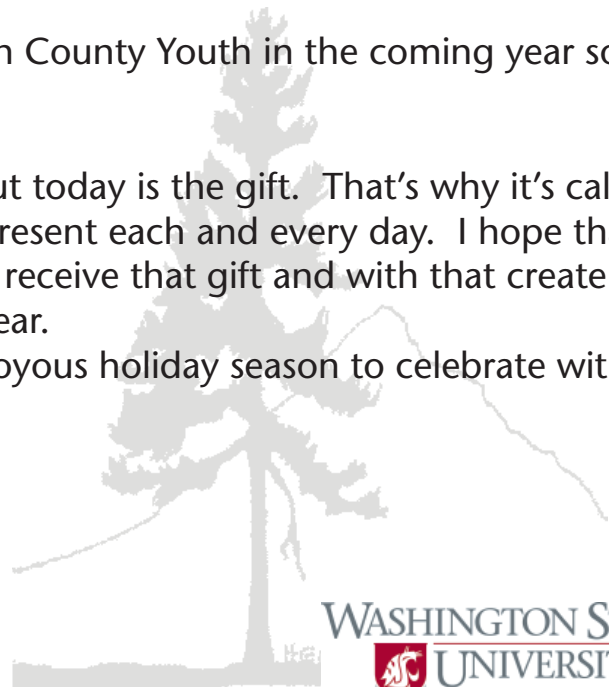 n County Youth in the coming year so
ut today is the gift. That's why it's cal
resent each and every day. I hope th
receive that gift and with that create
ear.
oyous holiday season to celebrate wit
WASHINGTON S
UNIVERSI